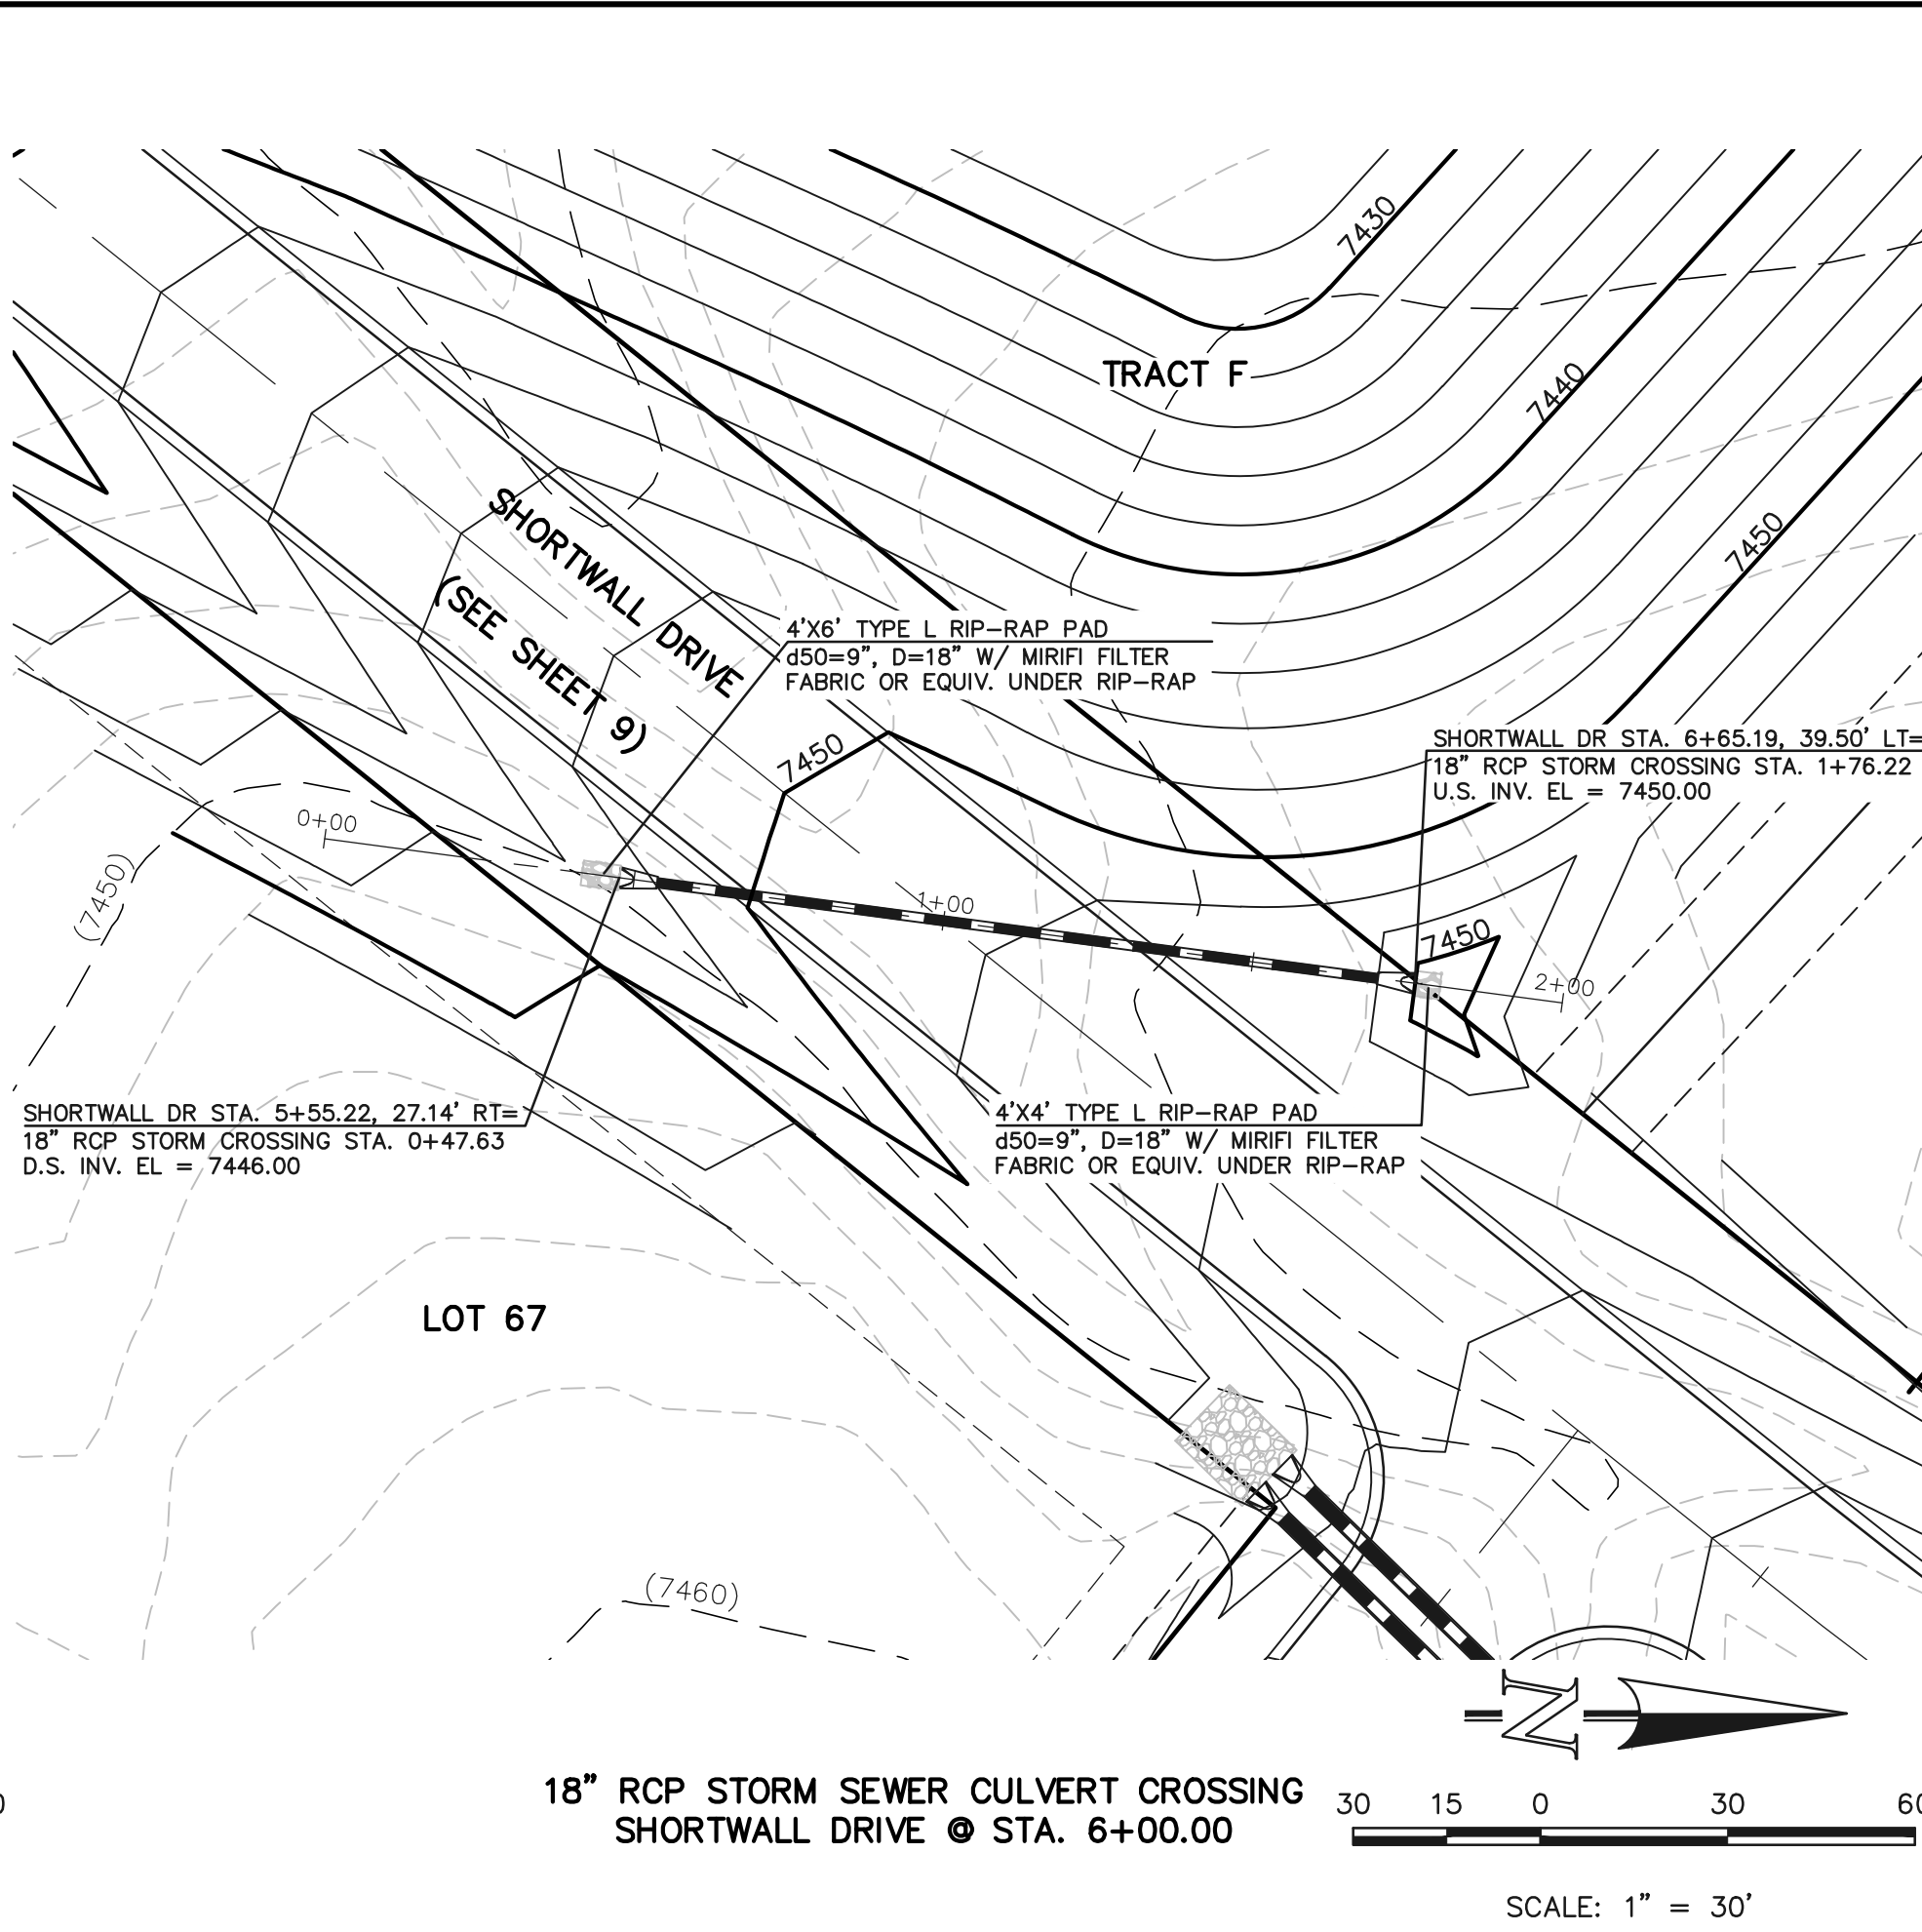 7430
TRACT F
7440
7450
SHORTWALL DRIVE
(SEE SHEET 9)
4'X6' TYPE L RIP-RAP PAD
d50=9", D=18" W/ MIRIFI FILTER
FABRIC OR EQUIV. UNDER RIP-RAP
7450
SHORTWALL DR STA. 6+65.19, 39.50' LT=
18" RCP STORM CROSSING STA. 1+76.22
U.S. INV. EL = 7450.00
0+00
(7450)
1+00
7450
2+00
SHORTWALL DR STA. 5+55.22, 27.14' RT=
18" RCP STORM CROSSING STA. 0+47.63
D.S. INV. EL = 7446.00
4'X4' TYPE L RIP-RAP PAD
d50=9", D=18" W/ MIRIFI FILTER
FABRIC OR EQUIV. UNDER RIP-RAP
LOT 67
(7460)
N
18" RCP STORM SEWER CULVERT CROSSING
SHORTWALL DRIVE @ STA. 6+00.00
30 15 0 30
SCALE: 1" = 30'